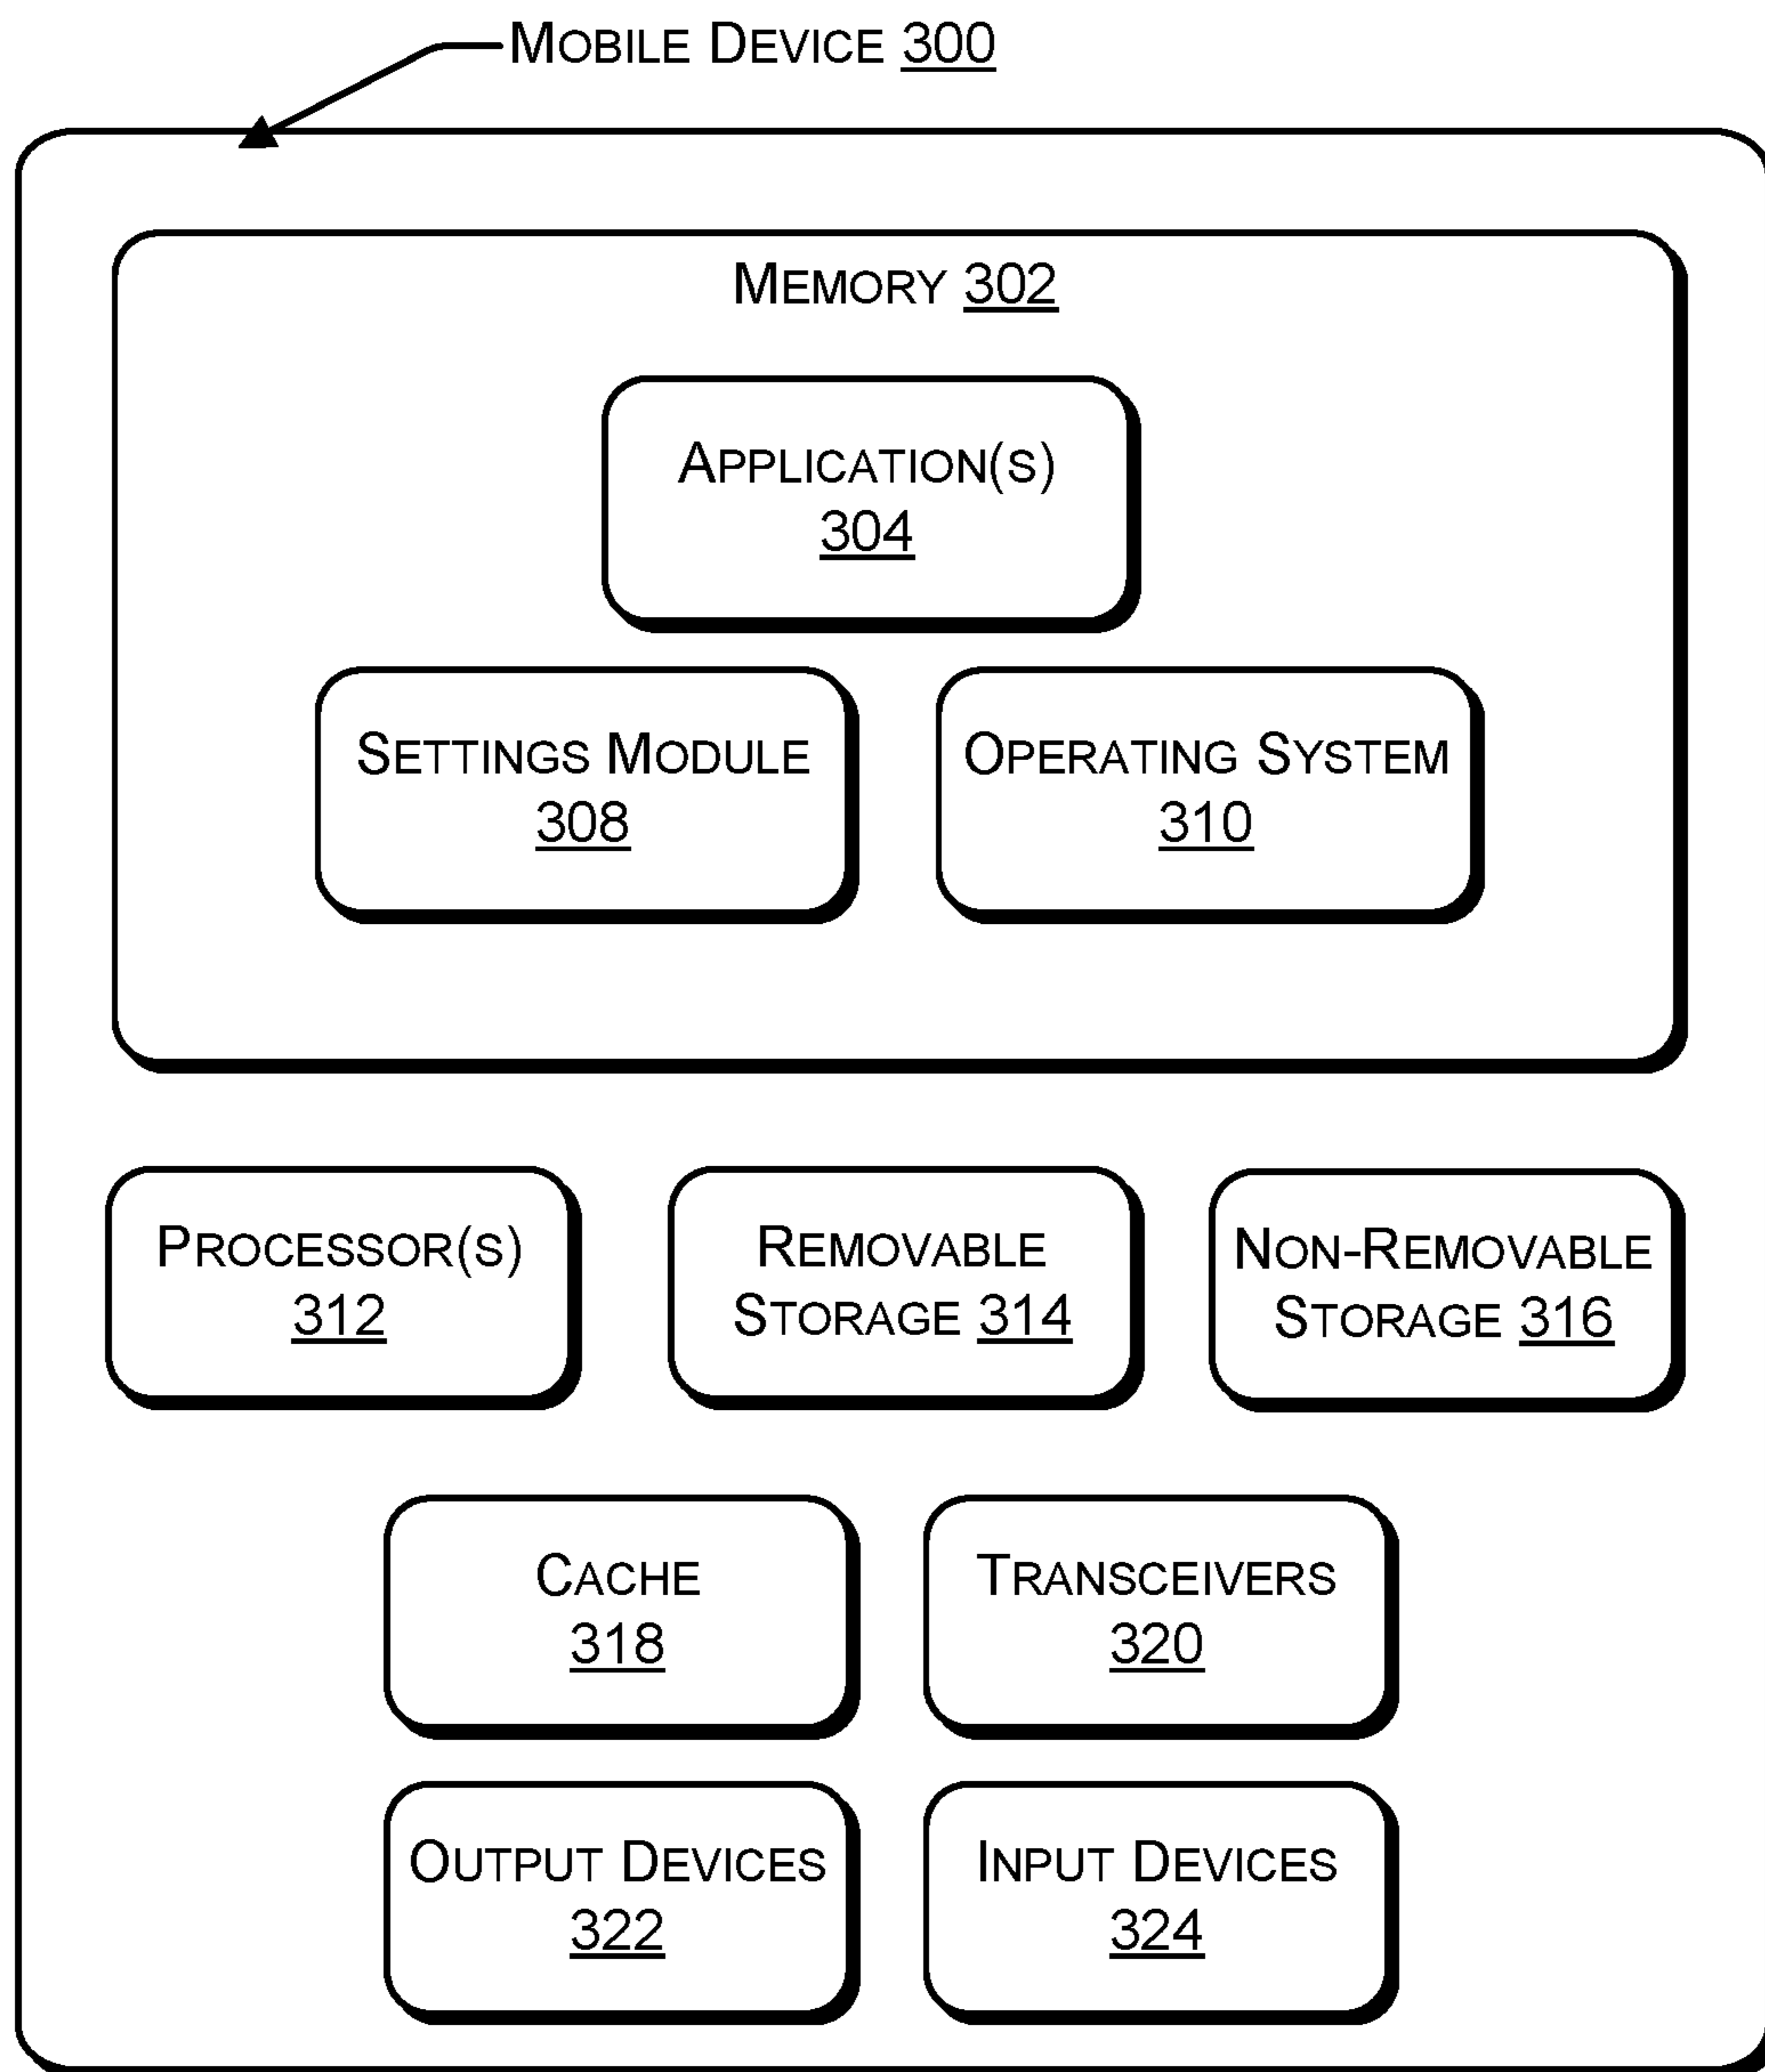 MOBILE DEVICE 300
MEMORY 302
APPLICATION(S)
304
SETTINGS MODULE
308
OPERATING SYSTEM
310
PROCESSOR(S)
312
REMOVABLE
STORAGE 314
NON-REMOVABLE
STORAGE 316
CACHE
318
TRANSCEIVERS
320
OUTPUT DEVICES
322
INPUT DEVICES
324